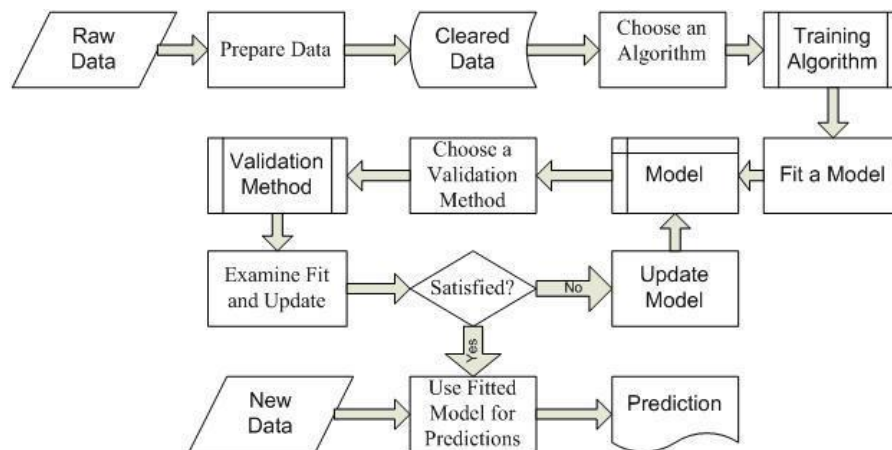 Raw
Data
Prepare Data
Cleared
Data
Choose an
Algorithm
Training
Algorithm
Validation
Method
Choose a
Validation
Method
Model
Fit a Model
Examine Fit
and Update
Satisfied?
No
Update
Model
Yes
New
Data
Use Fitted
Model for
Predictions
Prediction